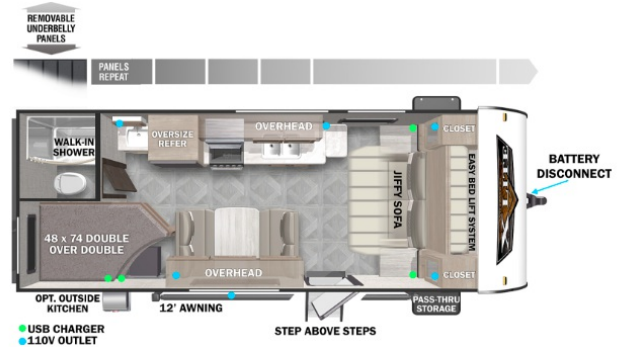 REMOVABLE
UNDERBELLY
PANELS
PANELS
REPEAT
WALK-IN
SHOWER
OVERSIZE
REFER
OVERHEAD
CLOSET
JIFFY SOFA
EASY BED LIFT SYSTEM
BATTERY
DISCONNECT
48 x 74 DOUBLE
OVER DOUBLE
OVERHEAD
CLOSET
OPT. OUTSIDE
KITCHEN
12' AWNING
STEP ABOVE STEPS
PASS-THRU
STORAGE
USB CHARGER
110V OUTLET